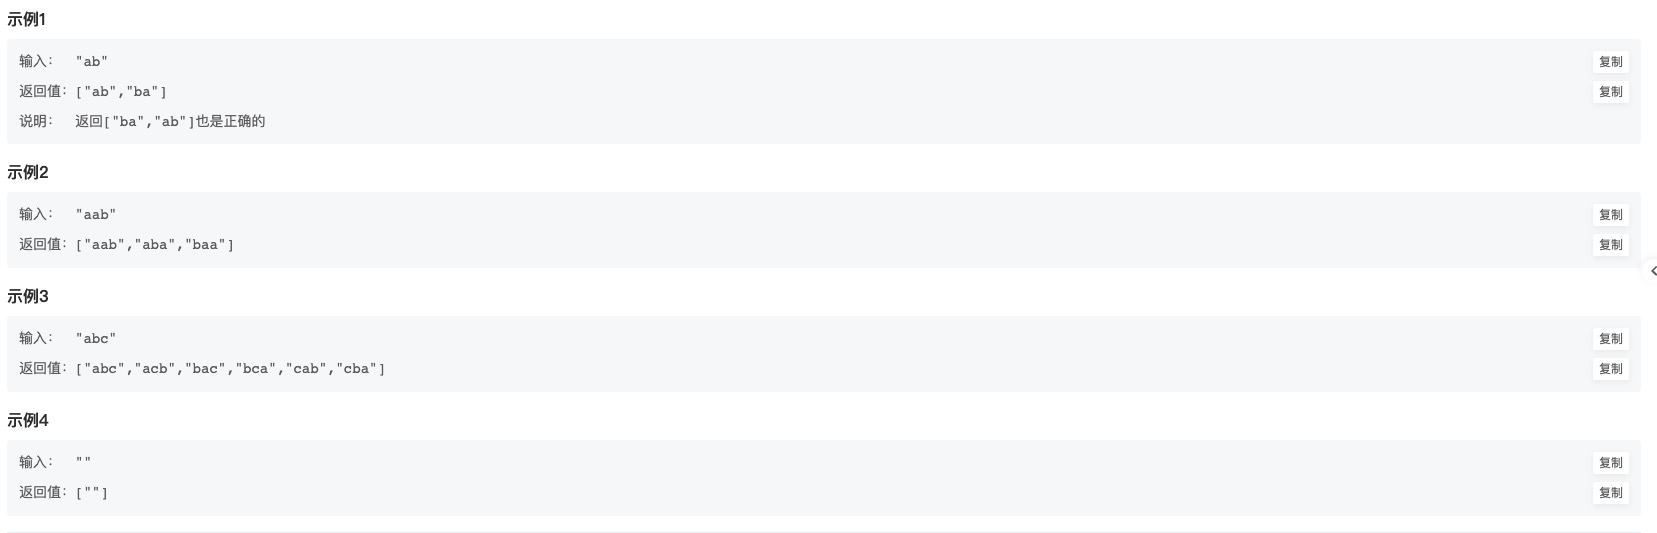 示例1
输入： "ab" 复制
返回值：["ab","ba"] 复制
说明： 返回["ba","ab"]也是正确的
示例2
输入： "aab" 复制
返回值：["aab","aba","baa"] 复制
示例3
输入： "abc" 复制
返回值：["abc","acb","bac","bca","cab","cba"] 复制
示例4
输入： "" 复制
返回值：[""] 复制